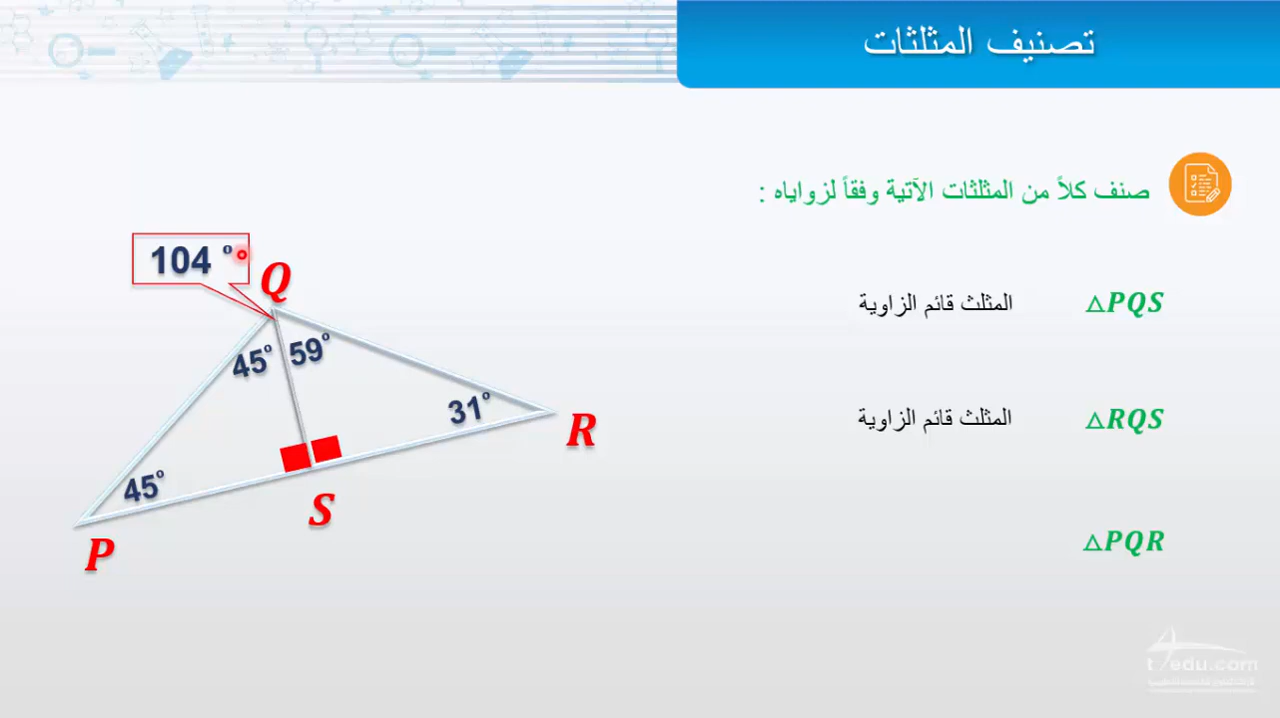 تصنيف المثلثات
صنف كلاً من المثلثات الآتية وفقاً لزواياه :
△PQS المثلث قائم الزاوية
△RQS المثلث قائم الزاوية
△PQR
104°
Q
45° 59°
31°
R
45°
S
P
edu.com